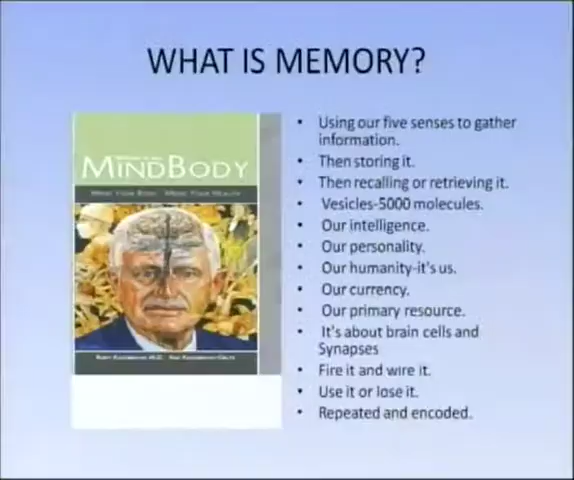 WHAT IS MEMORY?
MINDBODY
• Using our five senses to gather
information.
• Then storing it.
• Then recalling or retrieving it.
• Vesicles-5000 molecules.
• Our intelligence.
• Our personality.
• Our humanity-it's us.
• Our currency.
• Our primary resource.
• It's about brain cells and
Synapses
• Fire it and wire it.
• Use it or lose it.
• Repeated and encoded.